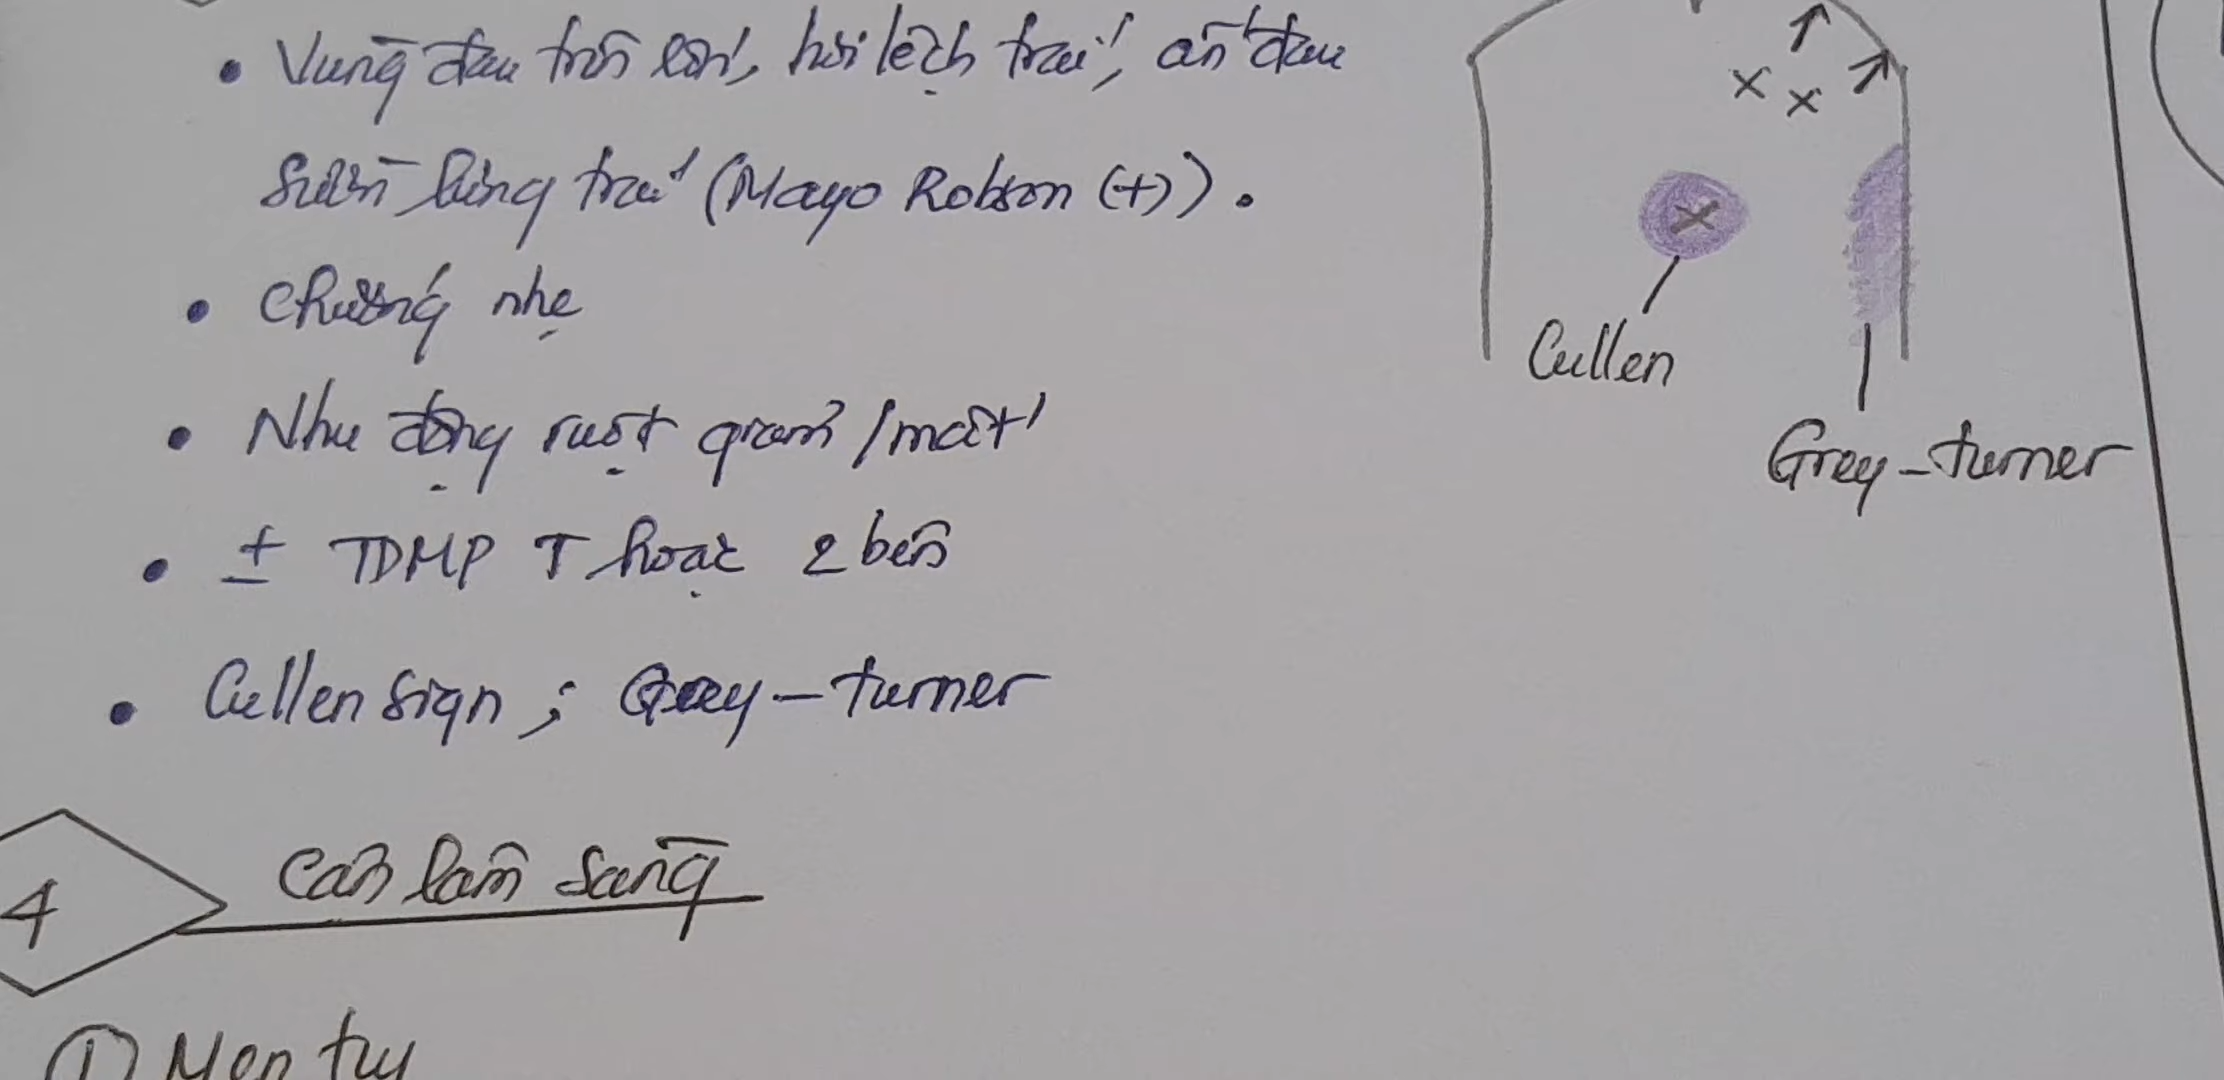 • Vùng đau trên rốn, hơi lệch trái, ấn đau
sườn lưng trái (Mayo Robson (+)).
• Chướng nhẹ
• Nhu động ruột giảm / mất
• ± TDMP T hoặc 2 bên
• Cullen sign ; Grey-turner
Cullen
Grey-turner
4 Cận lâm sàng
① Men tụy